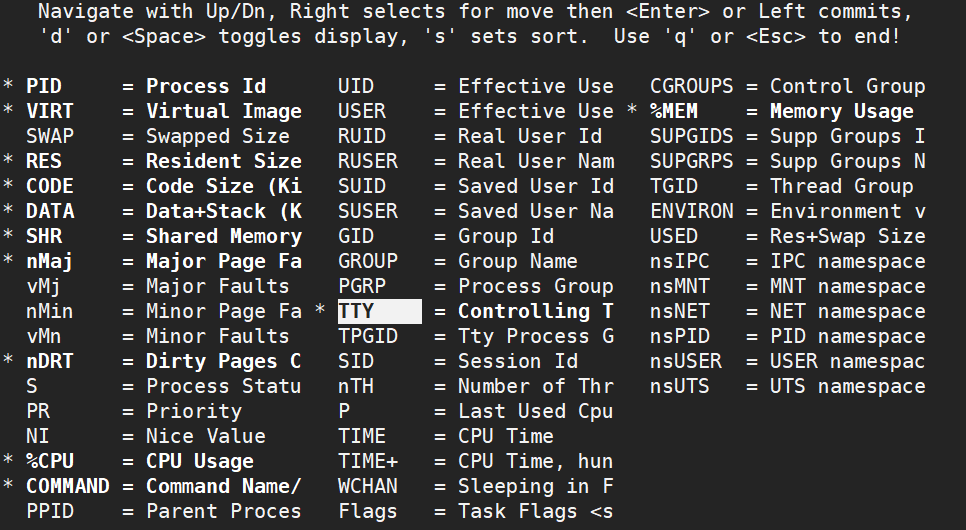 Navigate with Up/Dn, Right selects for move then <Enter> or Left commits,
'd' or <Space> toggles display, 's' sets sort.  Use 'q' or <Esc> to end!
* PID     = Process Id       UID     = Effective Use   CGROUPS = Control Group
* VIRT    = Virtual Image    USER    = Effective Use * %MEM    = Memory Usage
  SWAP    = Swapped Size     RUID    = Real User Id    SUPGIDS = Supp Groups I
* RES     = Resident Size    RUSER   = Real User Nam   SUPGRPS = Supp Groups N
* CODE    = Code Size (Ki    SUID    = Saved User Id   TGID    = Thread Group
* DATA    = Data+Stack (K    SUSER   = Saved User Na   ENVIRON = Environment v
* SHR     = Shared Memory    GID     = Group Id        USED    = Res+Swap Size
* nMaj    = Major Page Fa    GROUP   = Group Name      nsIPC   = IPC namespace
  vMj     = Major Faults     PGRP    = Process Group   nsMNT   = MNT namespace
  nMin    = Minor Page Fa  * TTY     = Controlling T   nsNET   = NET namespace
  vMn     = Minor Faults     TPGID   = Tty Process G   nsPID   = PID namespace
* nDRT    = Dirty Pages C    SID     = Session Id      nsUSER  = USER namespac
  S       = Process Statu    nTH     = Number of Thr   nsUTS   = UTS namespace
  PR      = Priority         P       = Last Used Cpu
  NI      = Nice Value       TIME    = CPU Time
* %CPU    = CPU Usage        TIME+   = CPU Time, hun
* COMMAND = Command Name/    WCHAN   = Sleeping in F
  PPID    = Parent Proces    Flags   = Task Flags <s